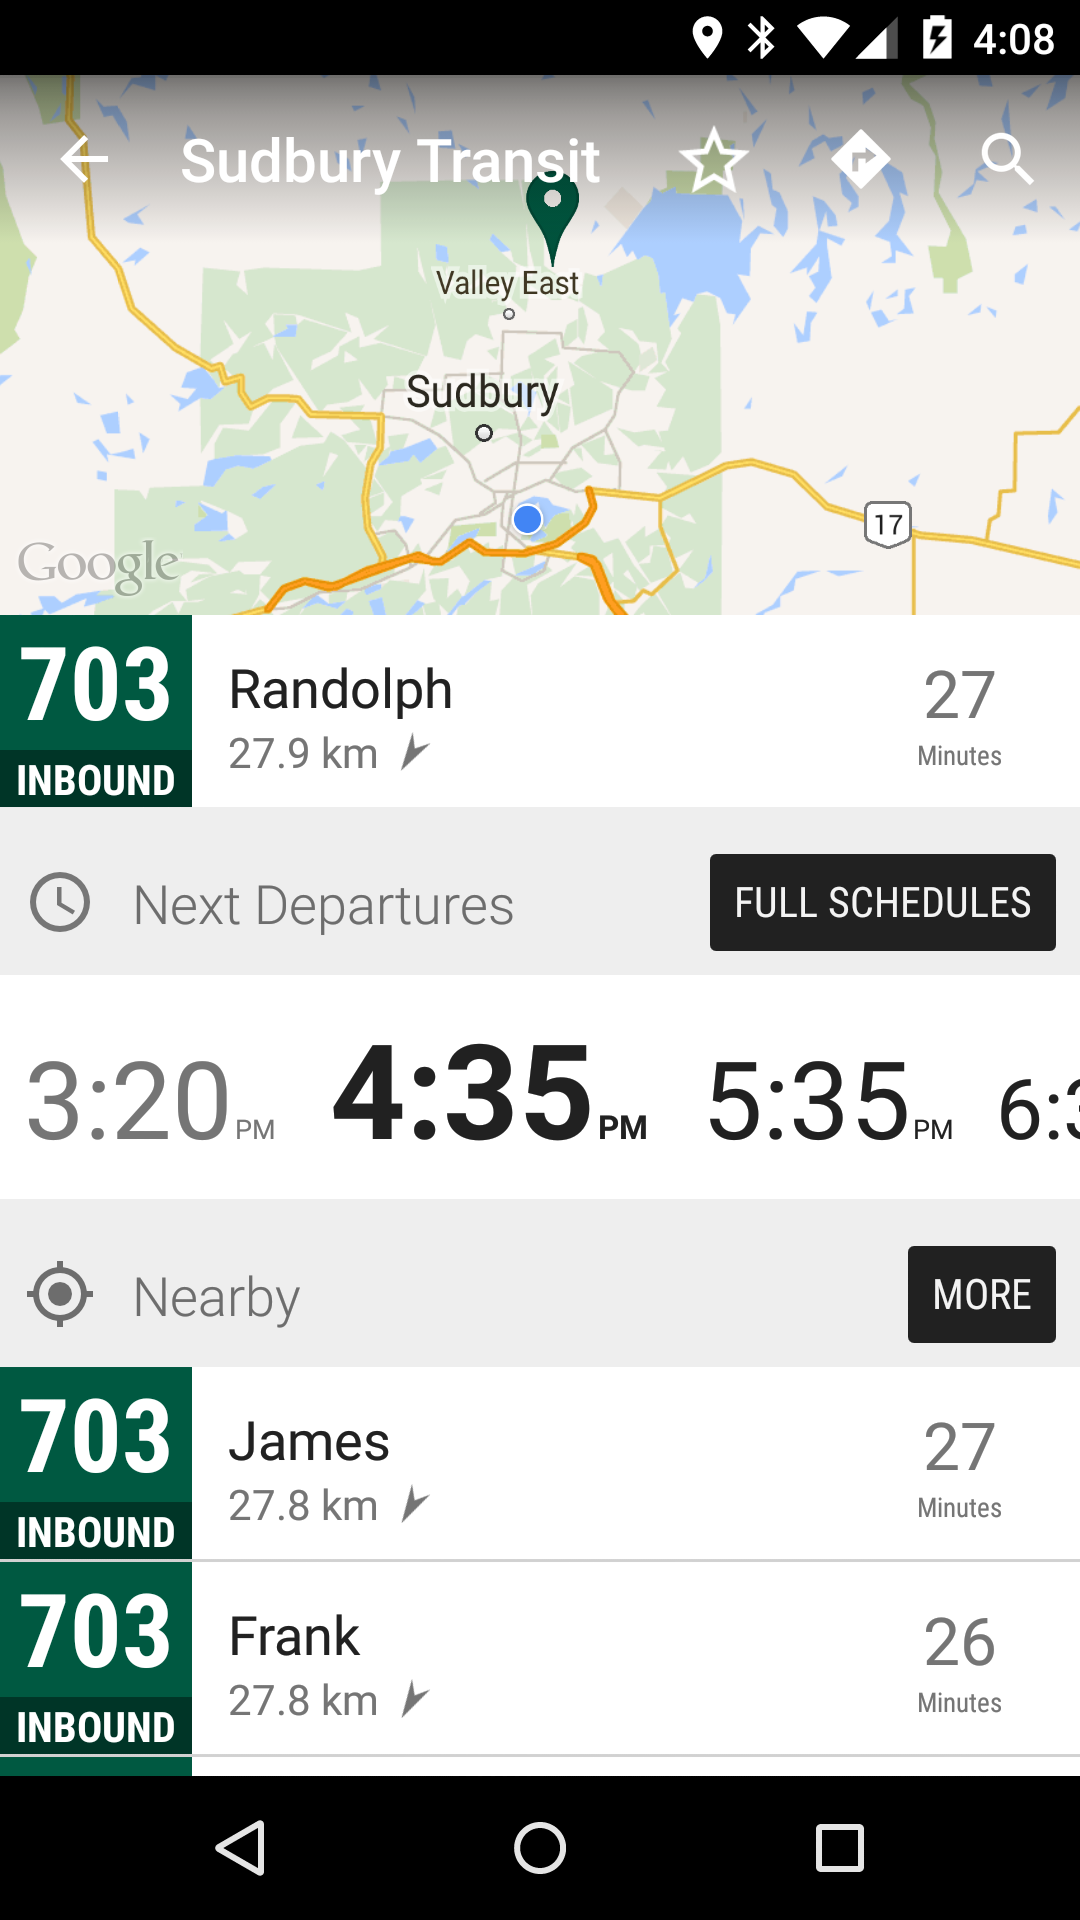 4:08
Sudbury Transit
Valley East
Sudbury
17
Google
703
INBOUND
Randolph
27.9 km
27
Minutes
Next Departures
FULL SCHEDULES
3:20 PM
4:35 PM
5:35 PM
6:3
Nearby
MORE
703
INBOUND
James
27.8 km
27
Minutes
703
INBOUND
Frank
27.8 km
26
Minutes